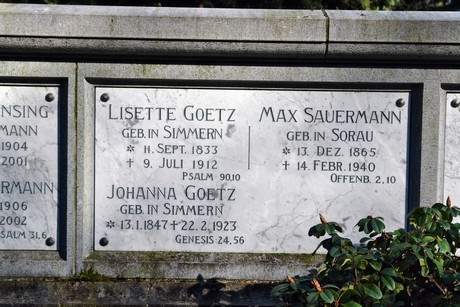 NSING
MANN
1904
2001
ERMANN
1906
2002
SALM 31.6
LISETTE GOETZ
GEB. IN SIMMERN
* 11. SEPT. 1833
+ 9. JULI 1912
PSALM 90,10
JOHANNA GOETZ
GEB. IN SIMMERN
* 13.1.1847 + 22.2.1923
GENESIS 24.56
MAX SAUERMANN
GEB. IN SORAU
* 13. DEZ. 1865
+ 14. FEBR. 1940
OFFENB. 2.10